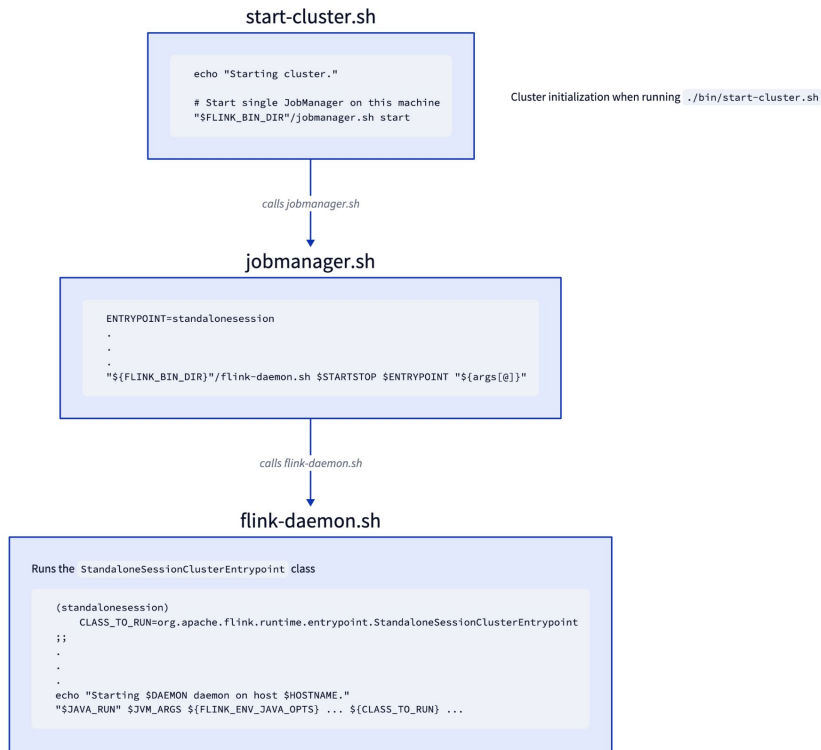 start-cluster.sh
echo "Starting cluster."
# Start single JobManager on this machine
"$FLINK_BIN_DIR"/jobmanager.sh start
Cluster initialization when running ./bin/start-cluster.sh
calls jobmanager.sh
jobmanager.sh
ENTRYPOINT=standalonesession
.
.
.
"${FLINK_BIN_DIR}"/flink-daemon.sh $STARTSTOP $ENTRYPOINT "${args[@]}"
calls flink-daemon.sh
flink-daemon.sh
Runs the StandaloneSessionClusterEntrypoint class
(standalonesession)
CLASS_TO_RUN=org.apache.flink.runtime.entrypoint.StandaloneSessionClusterEntrypoint
;;
.
.
.
echo "Starting $DAEMON daemon on host $HOSTNAME."
"$JAVA_RUN" $JVM_ARGS ${FLINK_ENV_JAVA_OPTS} ... ${CLASS_TO_RUN} ...